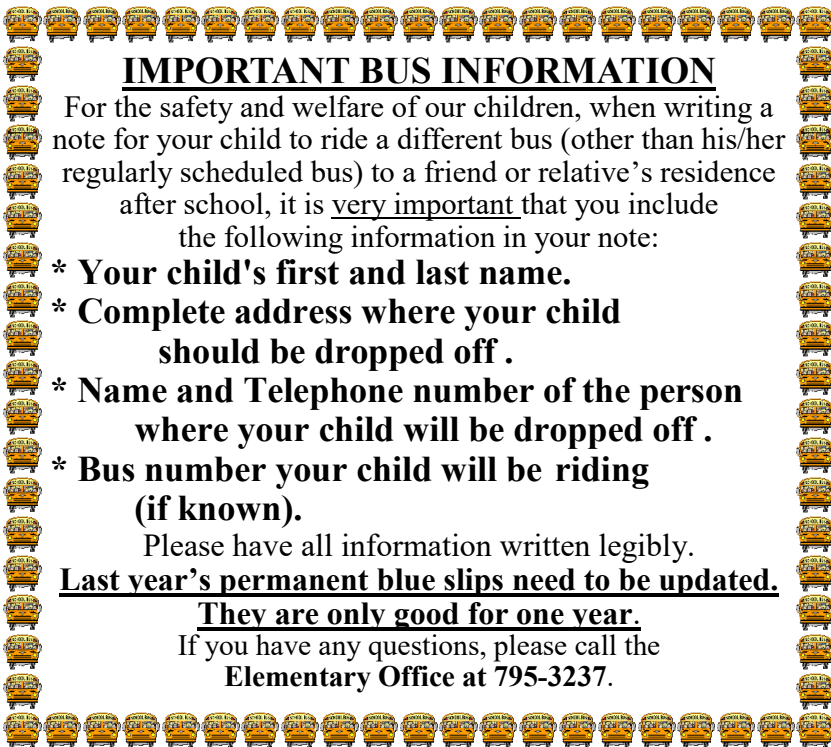 IMPORTANT BUS INFORMATION
For the safety and welfare of our children, when writing a
note for your child to ride a different bus (other than his/her
regularly scheduled bus) to a friend or relative’s residence
after school, it is very important that you include
the following information in your note:
* Your child's first and last name.
* Complete address where your child
should be dropped off .
* Name and Telephone number of the person
where your child will be dropped off .
* Bus number your child will be riding
(if known).
Please have all information written legibly.
Last year’s permanent blue slips need to be updated.
They are only good for one year.
If you have any questions, please call the
Elementary Office at 795-3237.